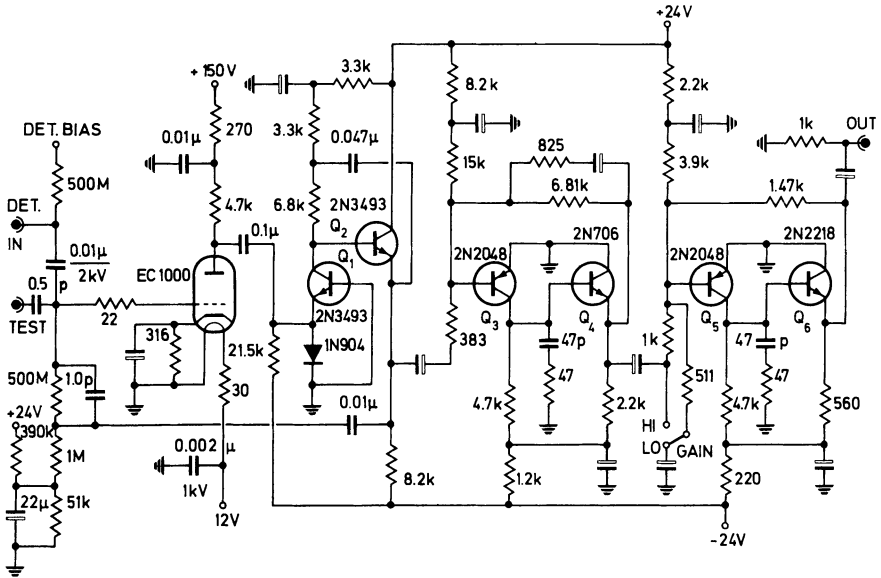 +24V
3.3k
8.2k
2.2k
+150V
DET. BIAS
0.01µ
270
3.3k
0.047µ
1k
OUT
500M
15k
825
3.9k
6.81k
1.47k
DET.
IN
4.7k
6.8k
2N3493
0.1µ
Q2
2N706
2N2218
0.01µ
2kV
EC1000
Q1
2N2048
2N2048
0.5 p
TEST
22
2N3493
Q3
Q4
Q5
Q6
316
21.5k
1N904
383
47p
1k
47 p
500M
1.0p
30
47
511
47
+24V
390k
0.01µ
4.7k
2.2k
HI
4.7k
560
1M
0.002 µ
1kV
LO
GAIN
22µ
51k
8.2k
1.2k
220
12V
-24V